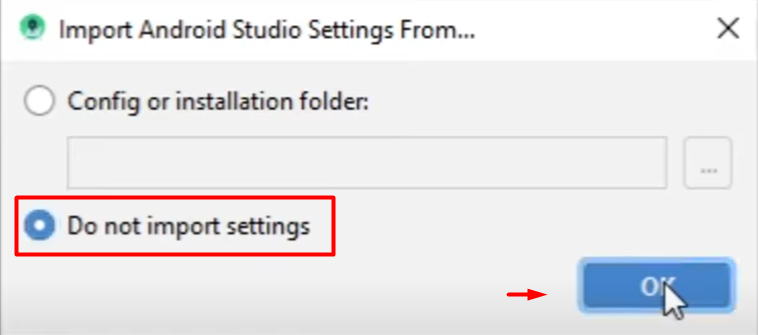 Import Android Studio Settings From...
Config or installation folder:
...
Do not import settings
OK